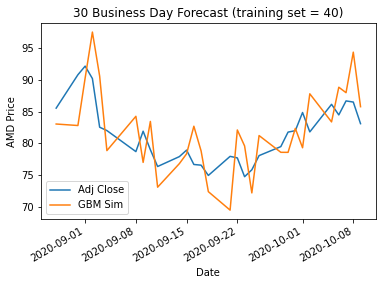 30 Business Day Forecast (training set = 40)
AMD Price
95
90
85
80
75
70
Adj Close
GBM Sim
2020-09-01
2020-09-08
2020-09-15
2020-09-22
2020-10-01
2020-10-08
Date